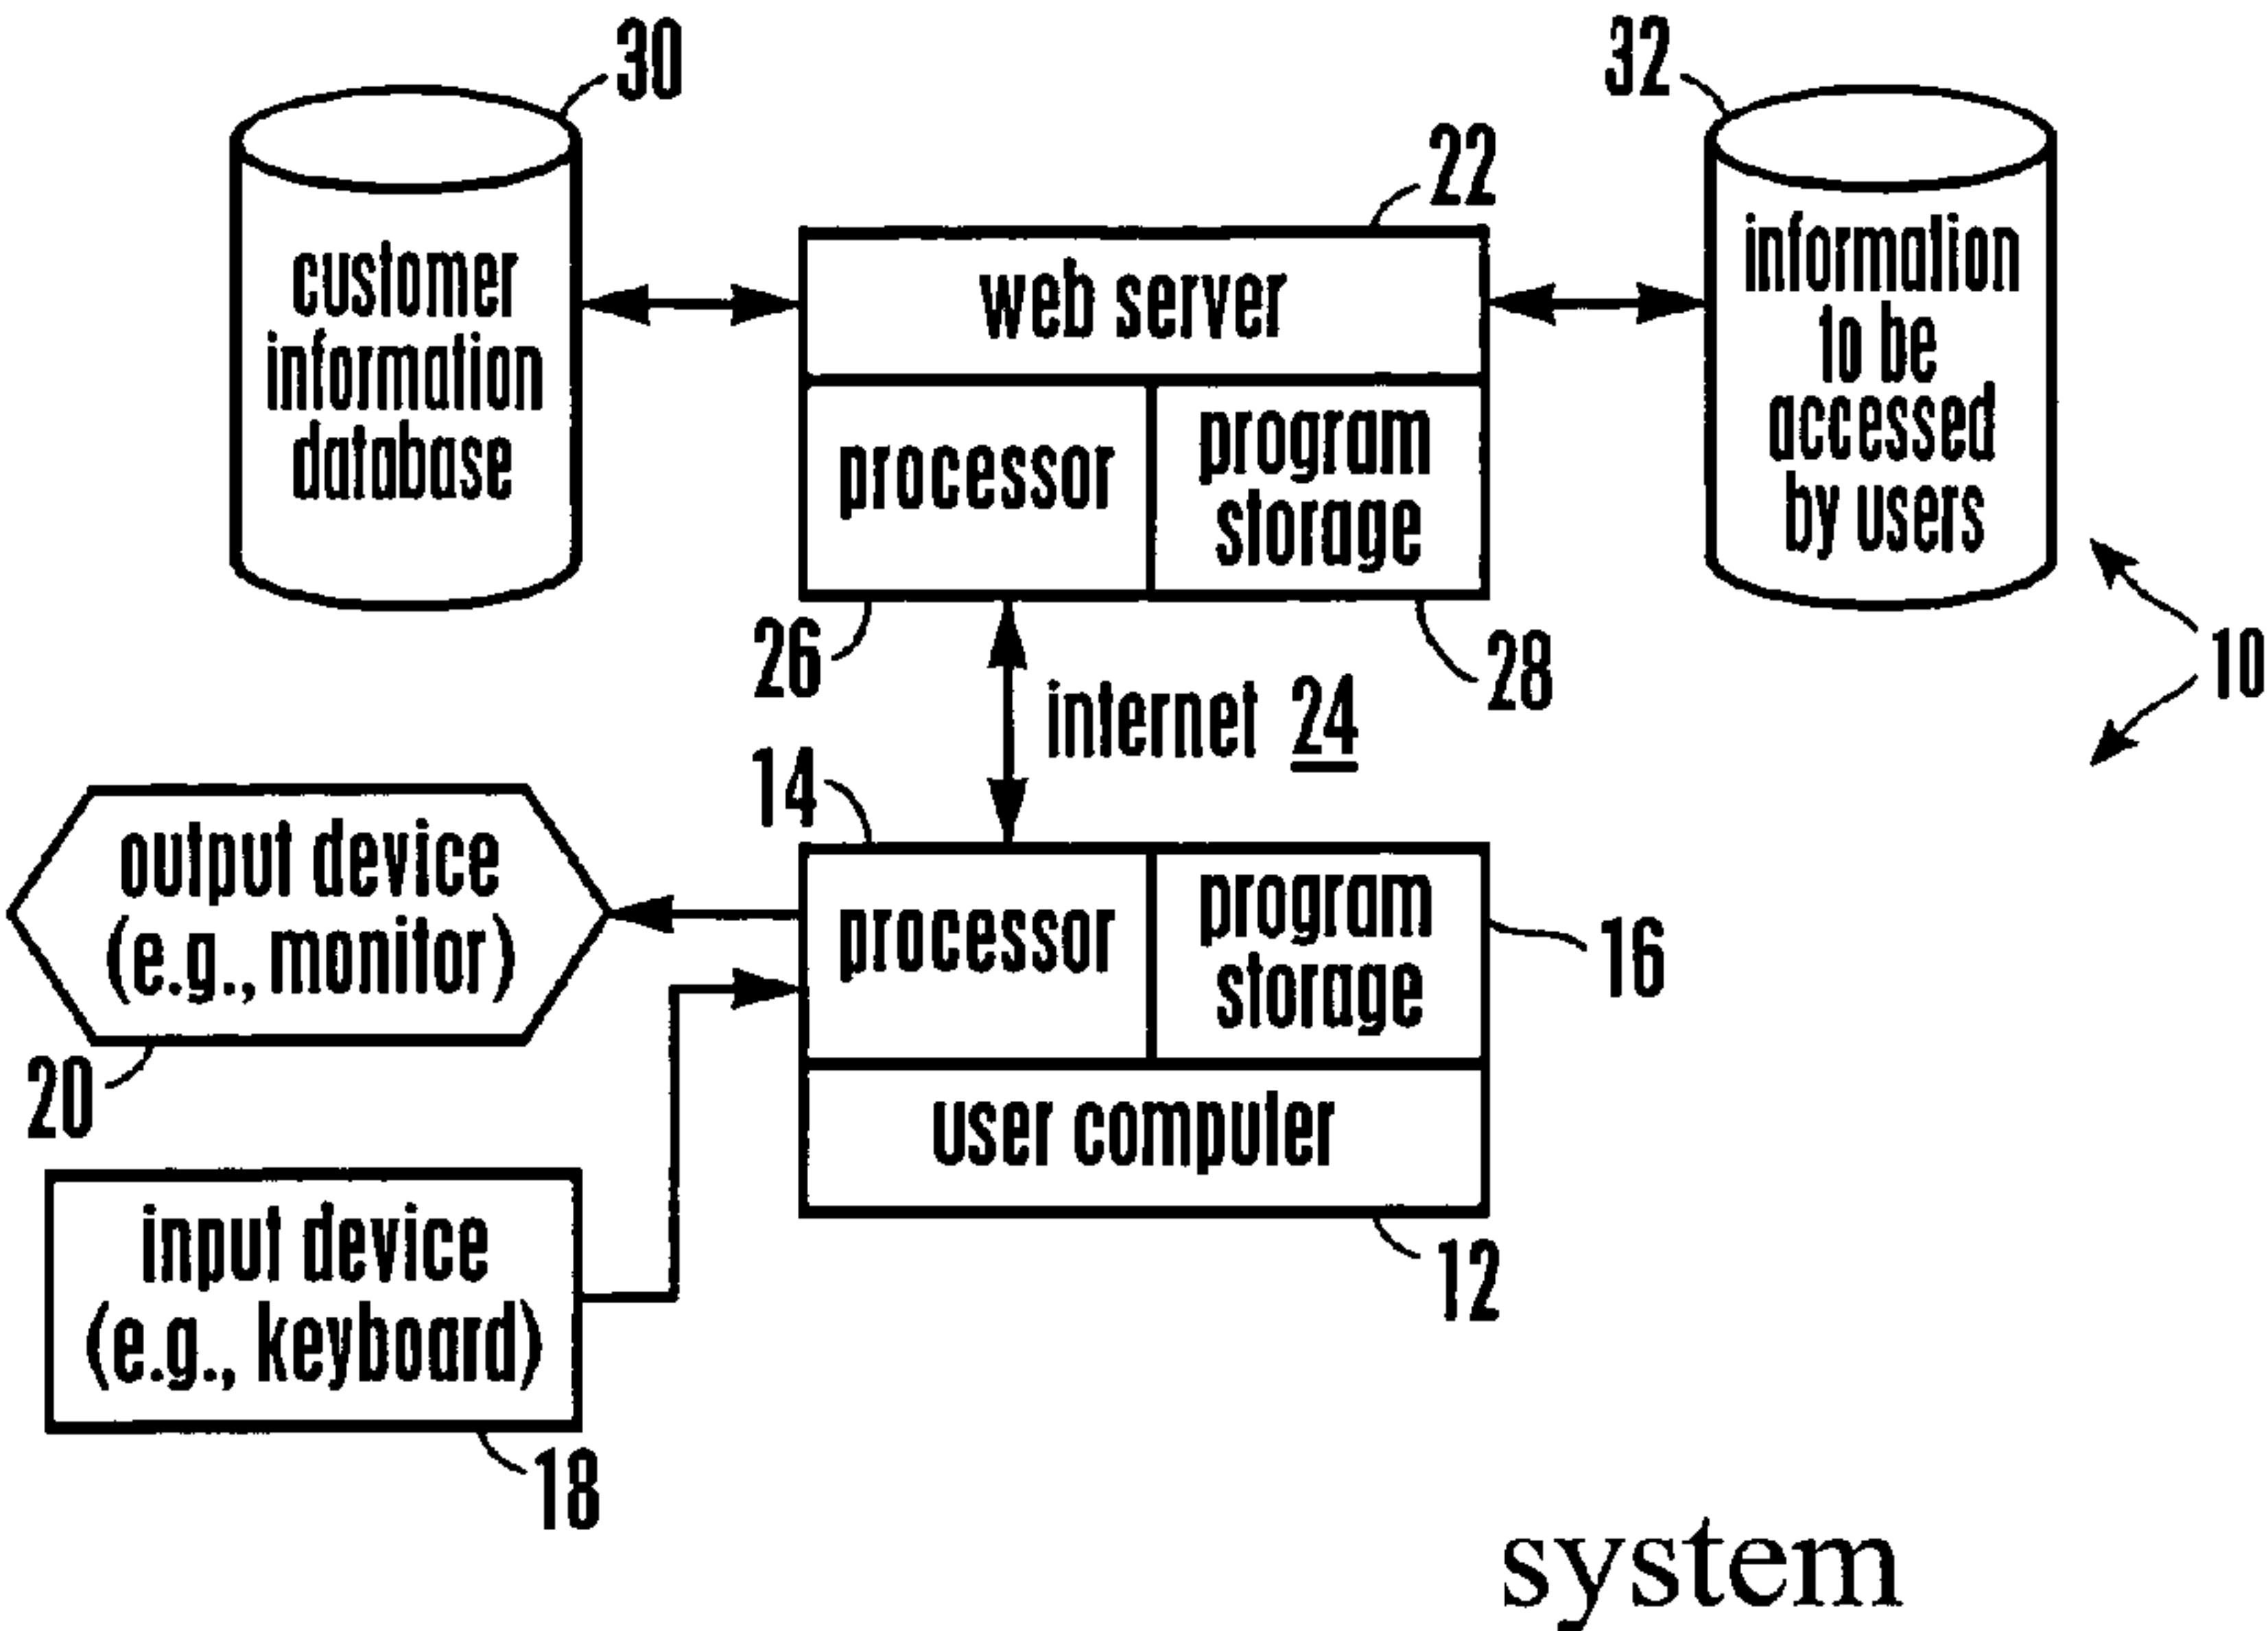 30
32
22
customer
information
database
web server
information
to be
accessed
by users
processor
program
storage
26
28
10
internet 24
14
output device
(e.g., monitor)
processor
program
storage
16
20
user computer
input device
(e.g., keyboard)
12
18
system